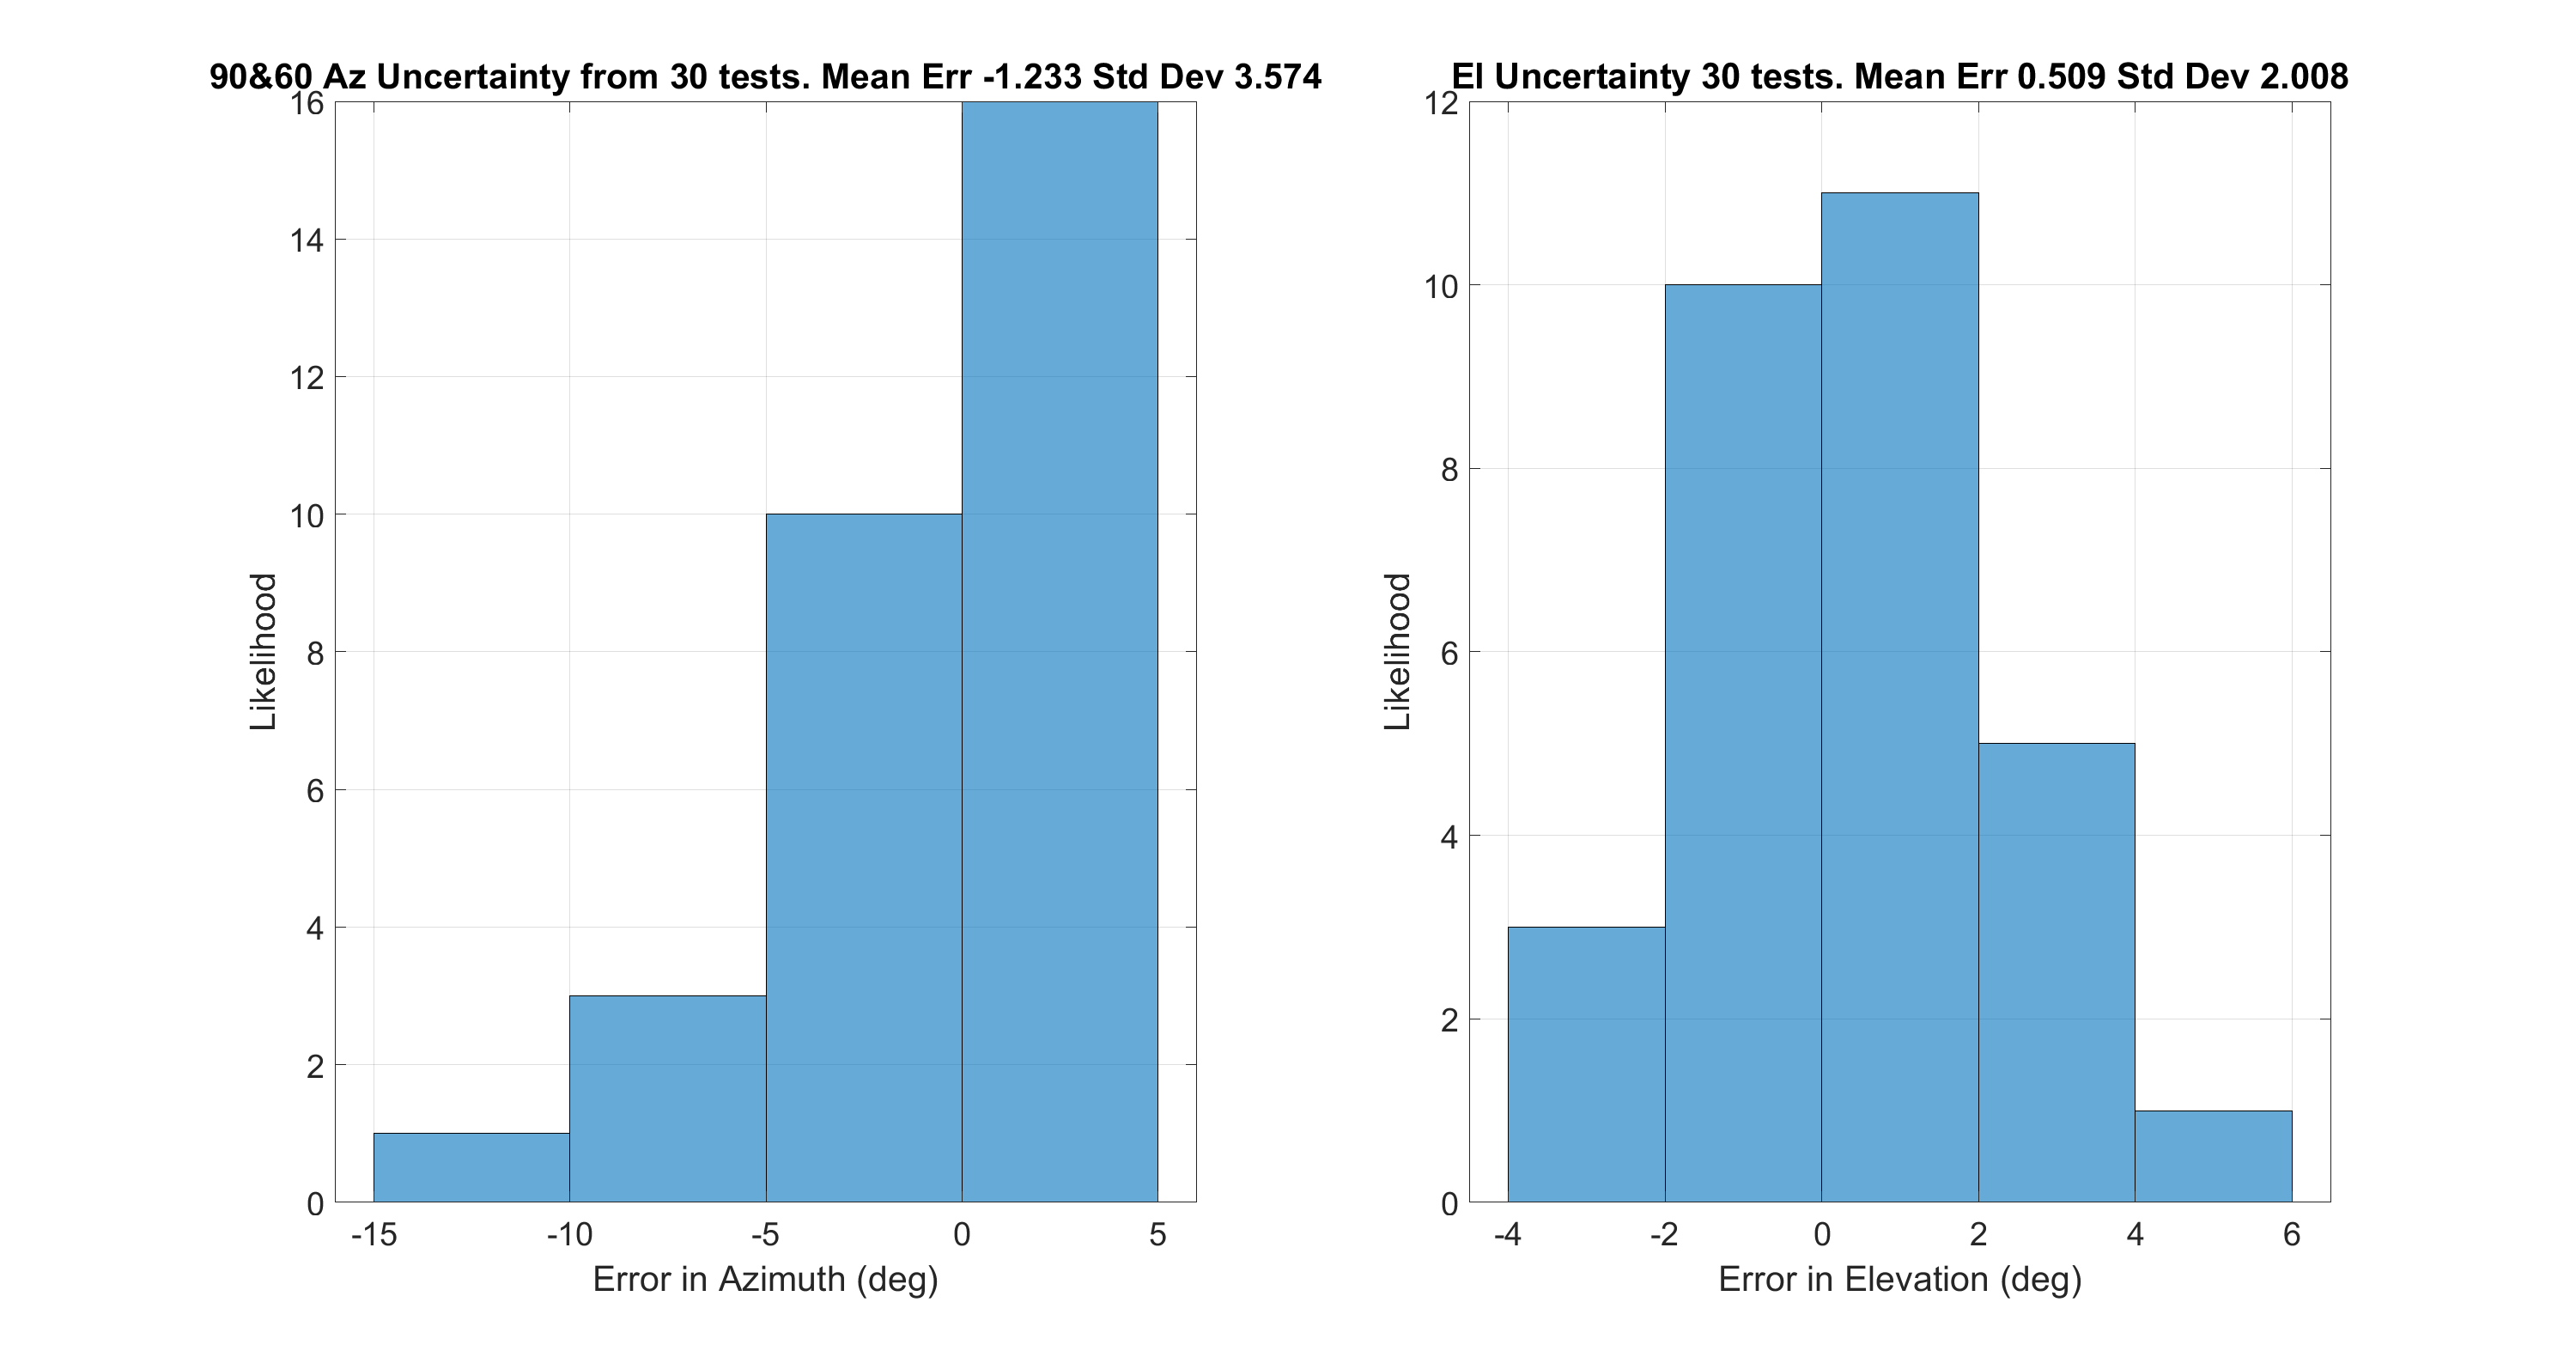 90&60 Az Uncertainty from 30 tests. Mean Err -1.233 Std Dev 3.574
16
14
12
10
8
6
4
2
0
Likelihood
-15 -10 -5 0 5
Error in Azimuth (deg)
El Uncertainty 30 tests. Mean Err 0.509 Std Dev 2.008
12
10
8
6
4
2
0
Likelihood
-4 -2 0 2 4 6
Error in Elevation (deg)